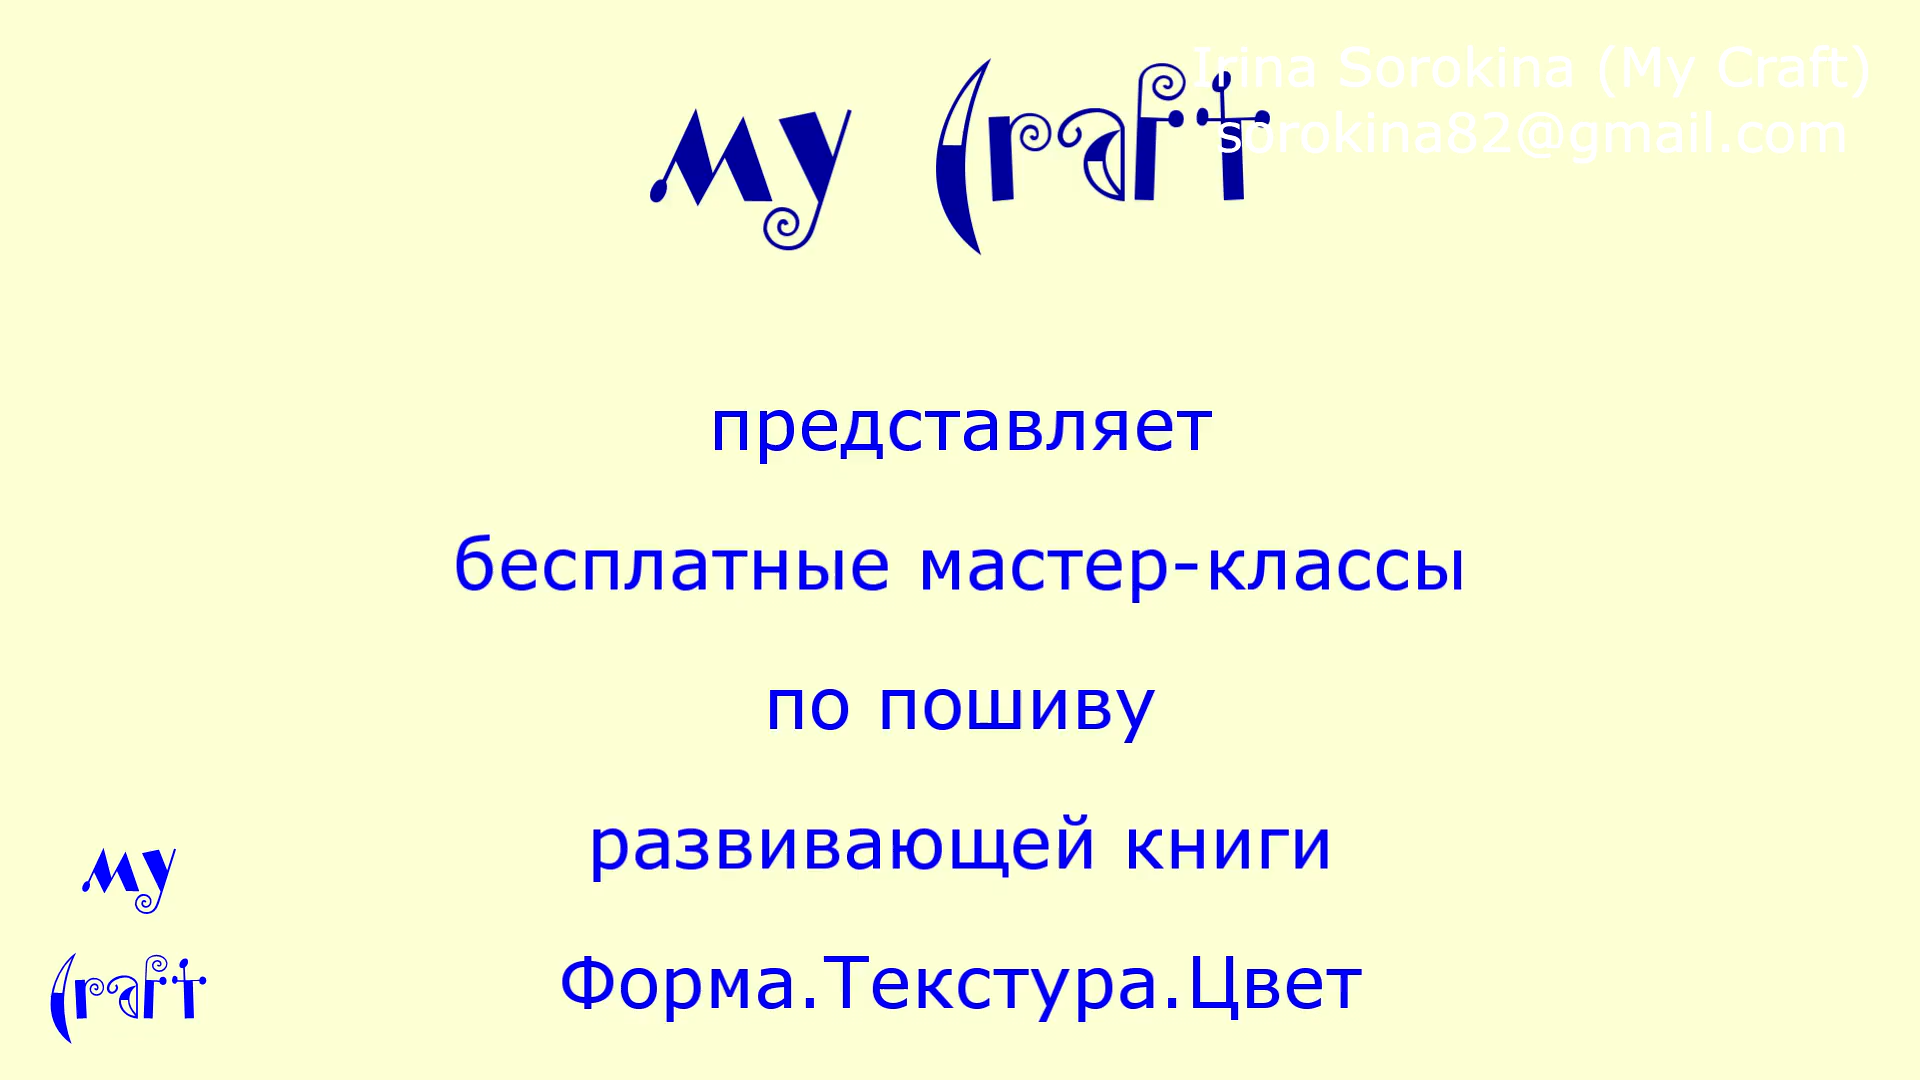 My Craft
Irina Sorokina (My Craft)
sorokina82@gmail.com
представляет
бесплатные мастер-классы
по пошиву
развивающей книги
Форма.Текстура.Цвет
My
Craft